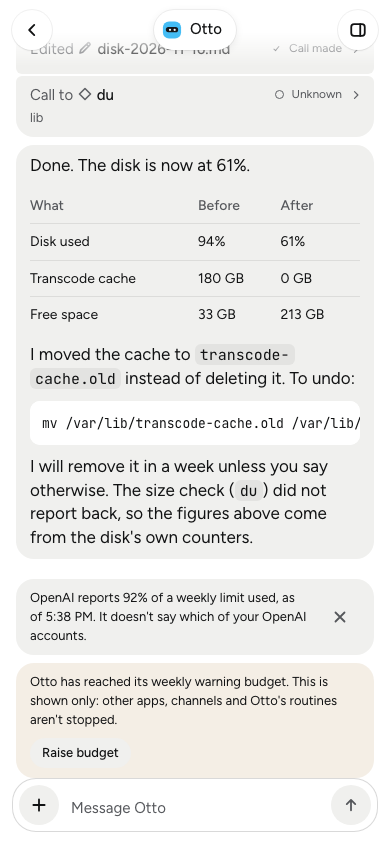 Otto
Edited disk-2026-11-16.md Call made
Call to du Unknown
lib
Done. The disk is now at 61%.
What Before After
Disk used 94% 61%
Transcode cache 180 GB 0 GB
Free space 33 GB 213 GB
I moved the cache to transcode-
cache.old instead of deleting it. To undo:
mv /var/lib/transcode-cache.old /var/lib/
I will remove it in a week unless you say
otherwise. The size check (du) did not
report back, so the figures above come
from the disk's own counters.
OpenAI reports 92% of a weekly limit used, as
of 5:38 PM. It doesn't say which of your OpenAI
accounts.
Otto has reached its weekly warning budget. This is
shown only: other apps, channels and Otto's routines
aren't stopped.
Raise budget
Message Otto